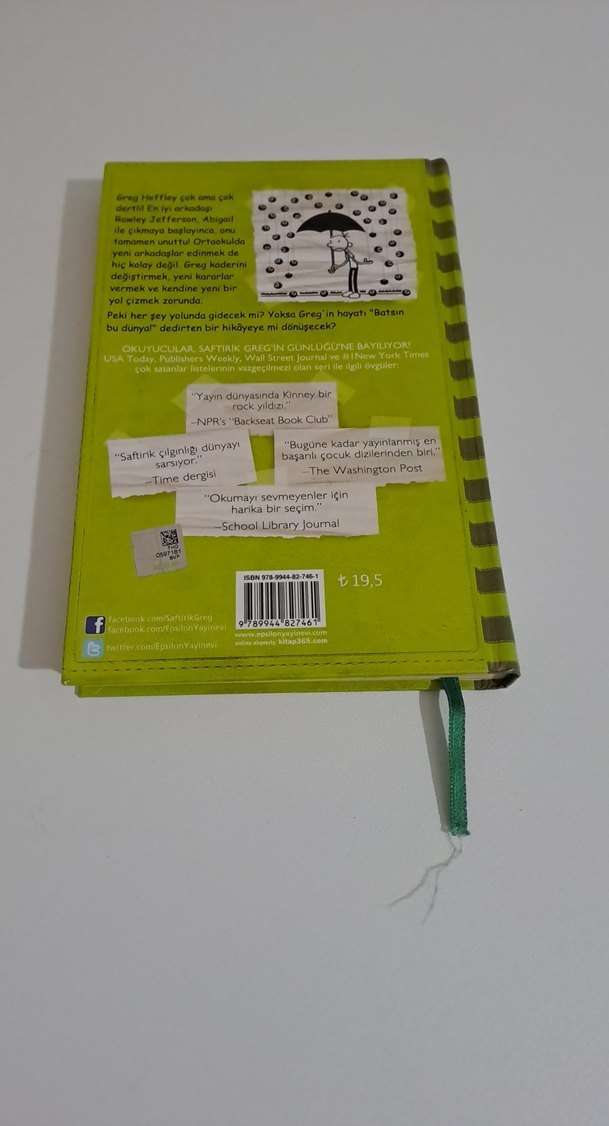 Greg Heffley çok ama çok
dertli! En iyi arkadaşı
Rowley Jefferson, Abigail
ile çıkmaya başlayınca, onu
tamamen unuttu! Ortaokulda
yeni arkadaşlar edinmek de
hiç kolay değil. Greg kaderini
değiştirmek, yeni kararlar
vermek ve kendine yeni bir
yol çizmek zorunda.
Peki her şey yolunda gidecek mi? Yoksa Greg'in hayatı "Batsın
bu dünya!" dedirten bir hikâyeye mi dönüşecek?
OKUYUCULAR, SAFTİRİK GREG'İN GÜNLÜĞÜ'NE BAYILIYOR!
USA Today, Publishers Weekly, Wall Street Journal ve #1New York Times
çok satanlar listelerinin vazgeçilmezi olan seri ile ilgili övgüler:
"Yayın dünyasında Kinney bir
rock yıldızı."
–NPR's "Backseat Book Club"
"Saftirik çılgınlığı dünyayı
sarsıyor."
–Time dergisi
"Bugüne kadar yayınlanmış en
başarılı çocuk dizilerinden biri."
–The Washington Post
"Okumayı sevmeyenler için
harika bir seçim."
–School Library Journal
0597181
BVF
ISBN 978-9944-82-746-1
9 789944 827461
₺ 19,5
www.epsilonyayinevi.com
online alışveriş: kitap365.com
facebook.com/SaftirikGreg
facebook.com/EpsilonYayinevi
twitter.com/EpsilonYayinevi